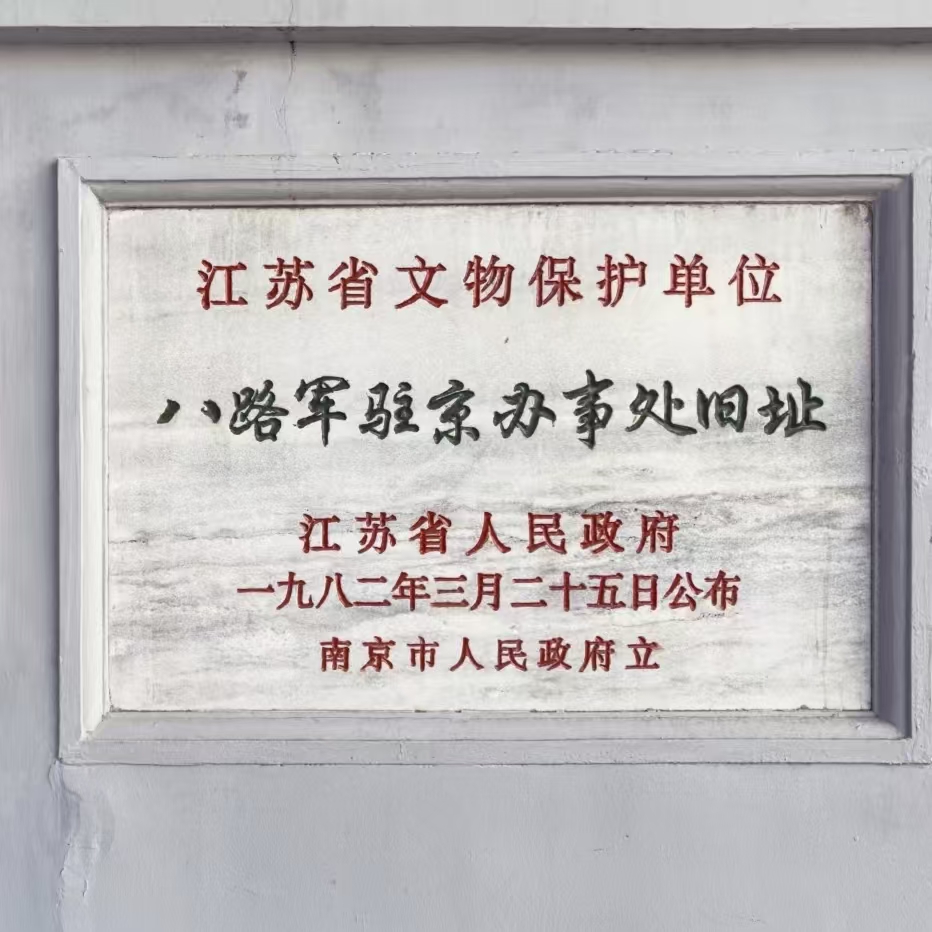 江苏省文物保护单位
八路军驻京办事处旧址
江苏省人民政府
一九八二年三月二十五日公布
南京市人民政府立